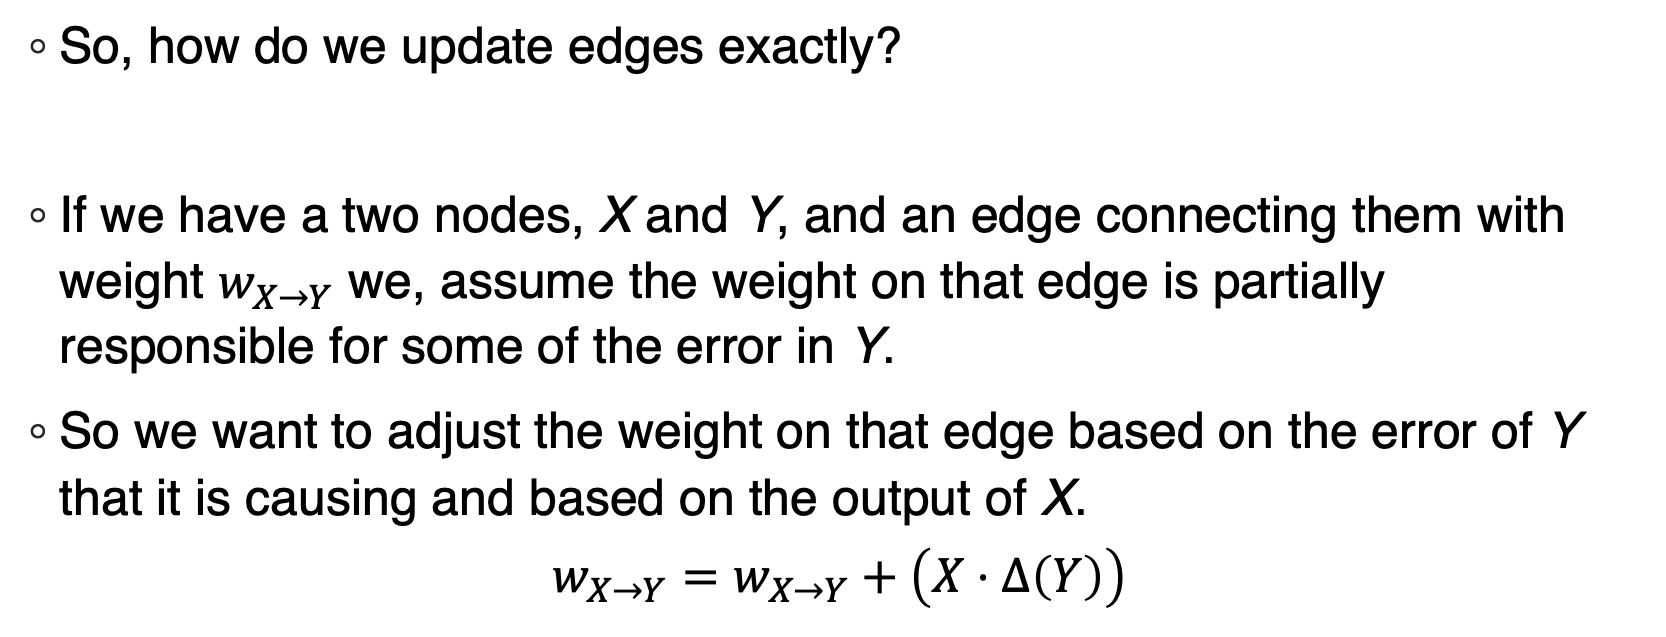 ◦ So, how do we update edges exactly?
◦ If we have a two nodes, X and Y, and an edge connecting them with
weight w_{X→Y} we, assume the weight on that edge is partially
responsible for some of the error in Y.
◦ So we want to adjust the weight on that edge based on the error of Y
that it is causing and based on the output of X.
w_{X→Y} = w_{X→Y} + (X · Δ(Y))